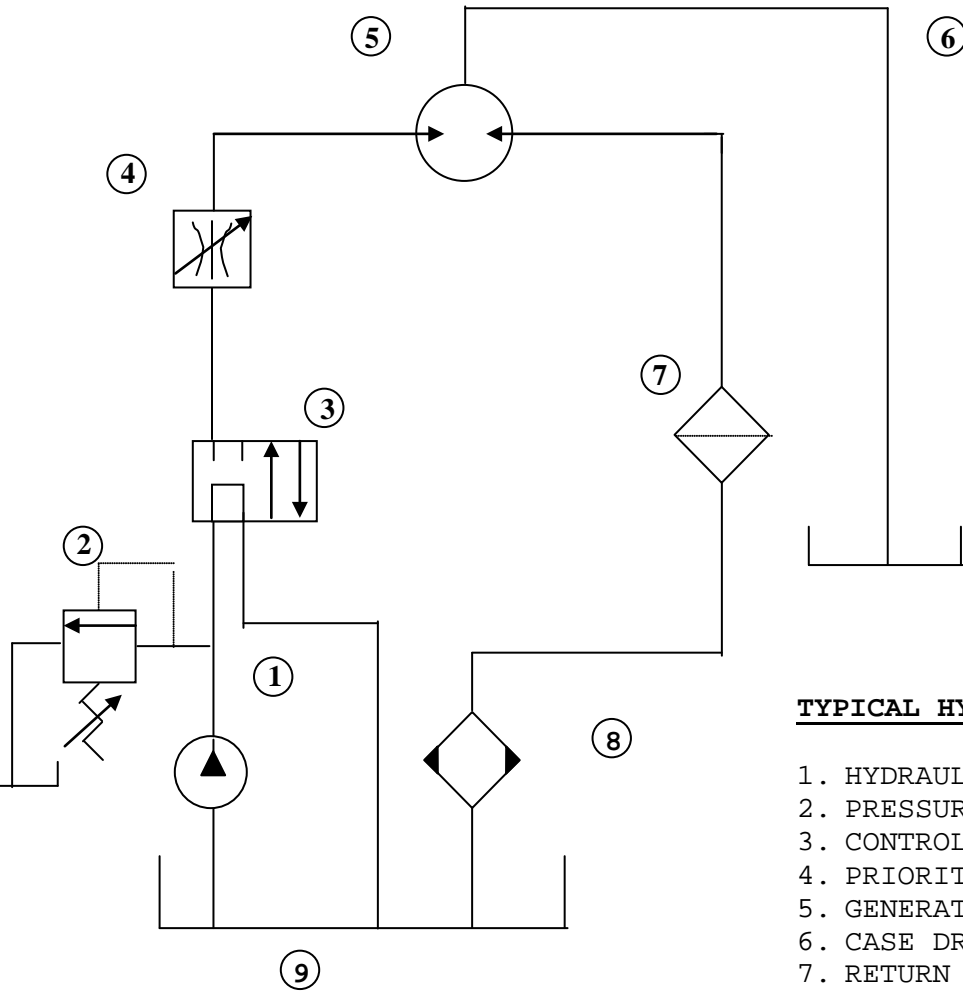 5
6
4
7
3
2
1
8
9
TYPICAL HY
1. HYDRAUL
2. PRESSUR
3. CONTROL
4. PRIORIT
5. GENERAT
6. CASE DR
7. RETURN